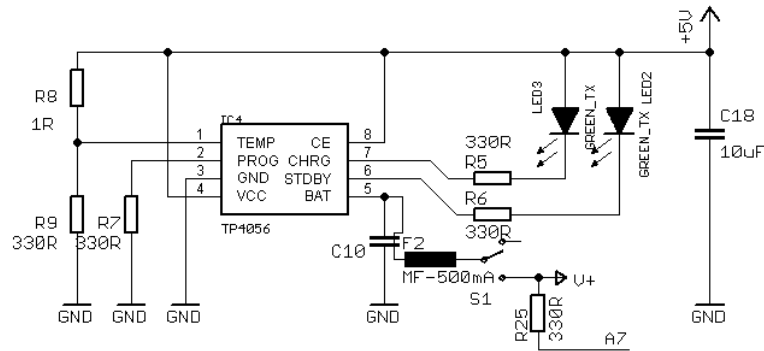 +5V
R8
1R
IC4
1
2
3
4
TEMP
PROG
GND
VCC
CE
CHRG
STDBY
BAT
8
7
6
5
TP4056
330R
R5
R6
330R
LED3
GREEN_TX
LED2
GREEN_TX
C18
10uF
R9
330R
R7
330R
C10
F2
MF-500mA
S1
V+
R25
330R
A7
GND
GND
GND
GND
GND